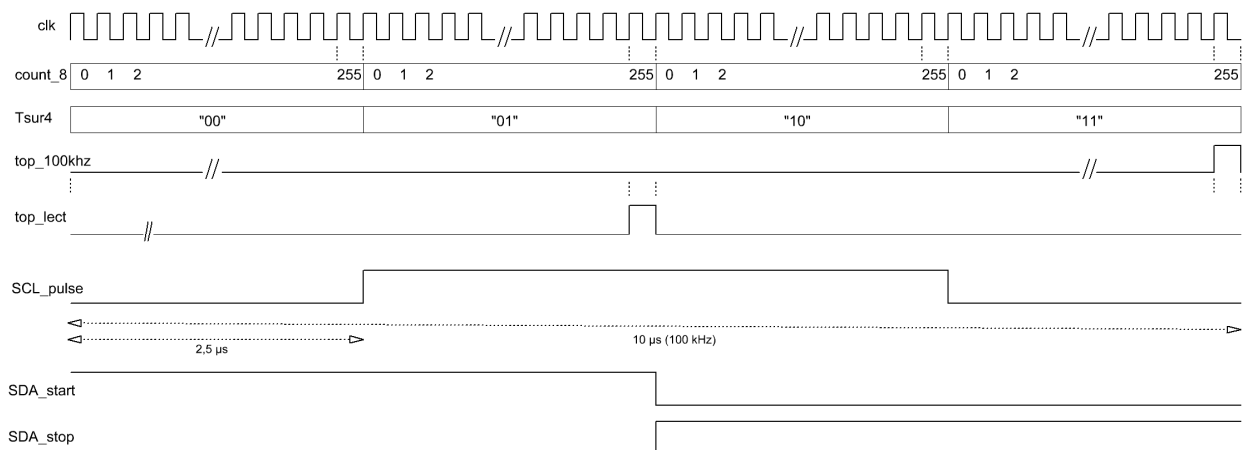 clk
count_8 0 1 2 255 0 1 2 255 0 1 2 255 0 1 2 255
Tsur4 "00" "01" "10" "11"
top_100khz
top_lect
SCL_pulse
10 µs (100 kHz)
2,5 µs
SDA_start
SDA_stop